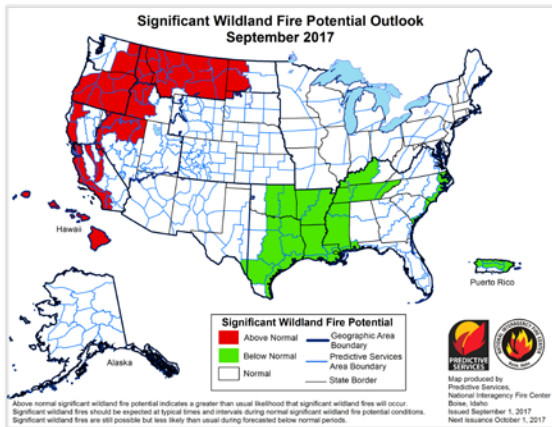 Significant Wildland Fire Potential Outlook
September 2017
Hawaii
Alaska
Puerto Rico
Significant Wildland Fire Potential
Above Normal
Below Normal
Normal
Geographic Area
Boundary
Predictive Services
Area Boundary
State Border
PREDICTIVE
SERVICES
NATIONAL INTERAGENCY FIRE CENTER
Map produced by
Predictive Services,
National Interagency Fire Center
Boise, Idaho
Issued September 1, 2017
Next issuance October 1, 2017
Above normal significant wildland fire potential indicates a greater than usual likelihood that significant wildland fires will occur.
Significant wildland fires should be expected at typical times and intervals during normal significant wildland fire potential conditions.
Significant wildland fires are still possible but less likely than usual during forecasted below normal periods.